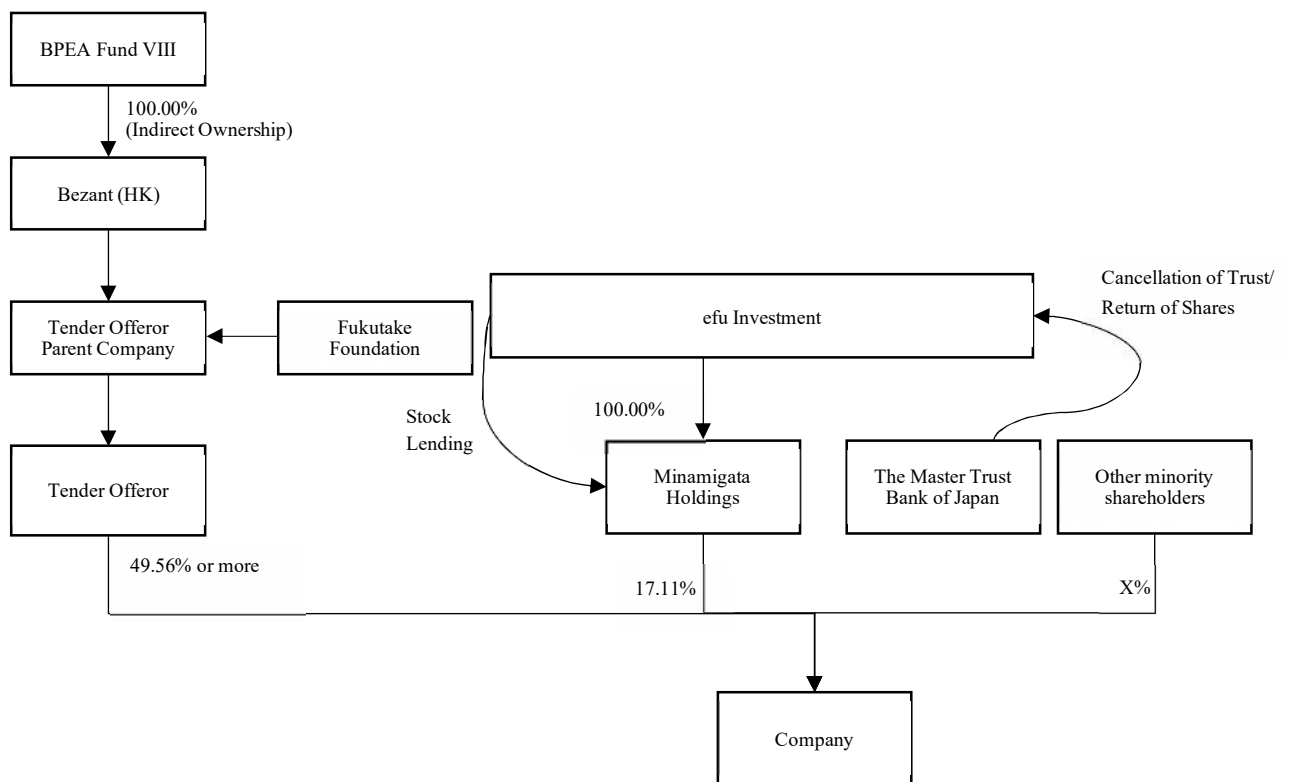 BPEA Fund VIII
100.00%
(Indirect Ownership)
Bezant (HK)
Tender Offeror
Parent Company
Fukutake
Foundation
efu Investment
Cancellation of Trust/
Return of Shares
Stock
Lending
100.00%
Tender Offeror
Minamigata
Holdings
The Master Trust
Bank of Japan
Other minority
shareholders
49.56% or more
17.11%
X%
Company